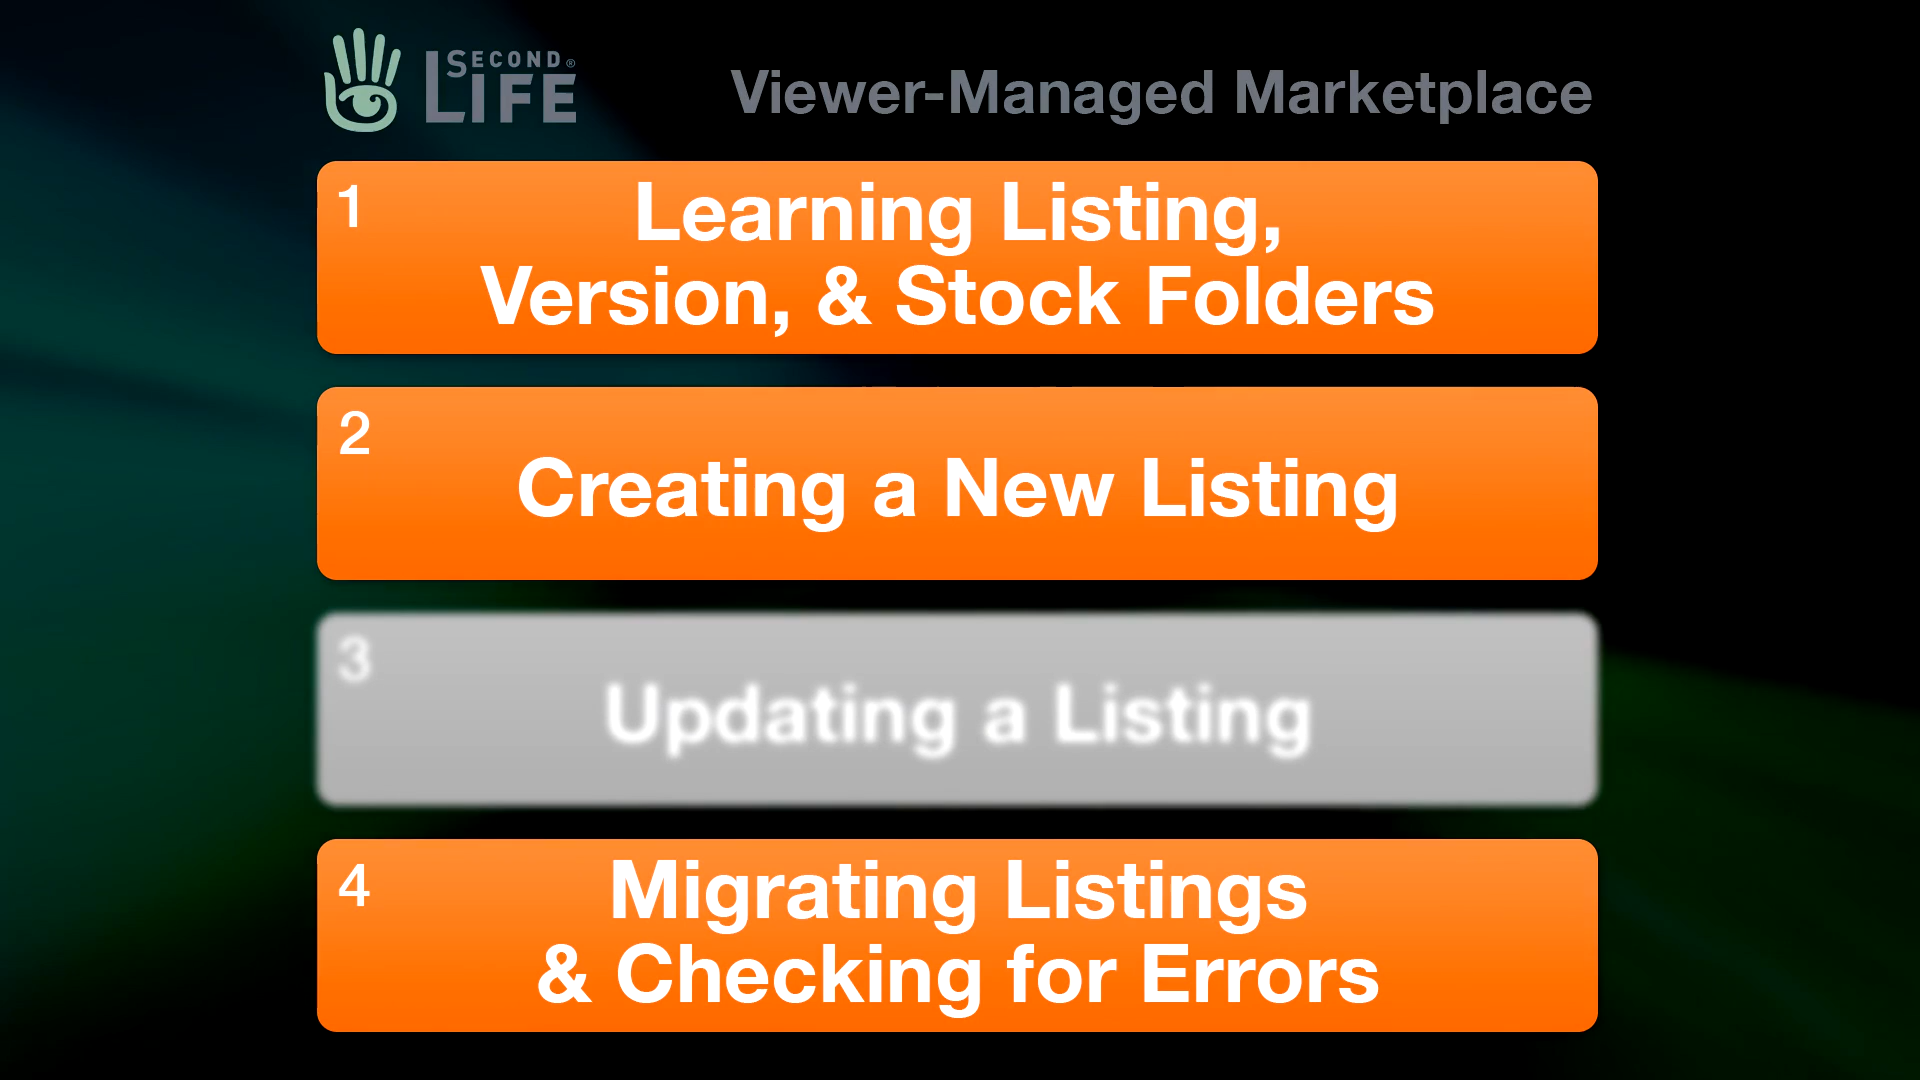 SECOND®
LIFE
Viewer-Managed Marketplace
1
Learning Listing,
Version, & Stock Folders
2
Creating a New Listing
3
Updating a Listing
4
Migrating Listings
& Checking for Errors